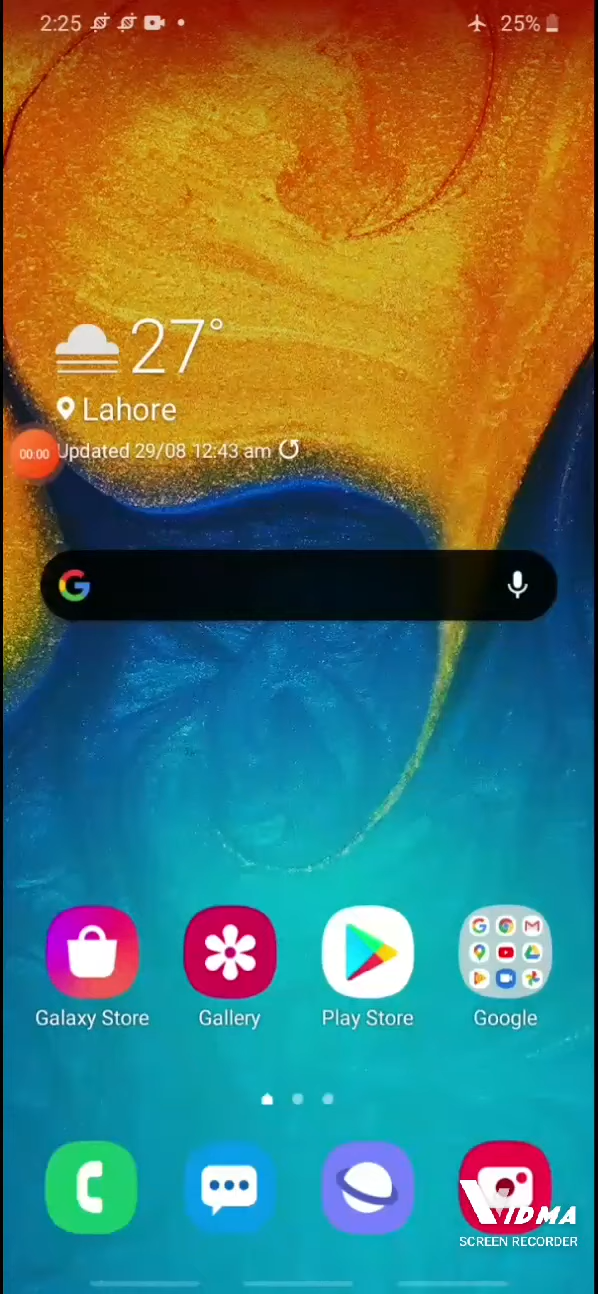 2:25 25%
27°
Lahore
00:00 Updated 29/08 12:43 am
Galaxy Store Gallery Play Store Google
VIDMA
SCREEN RECORDER